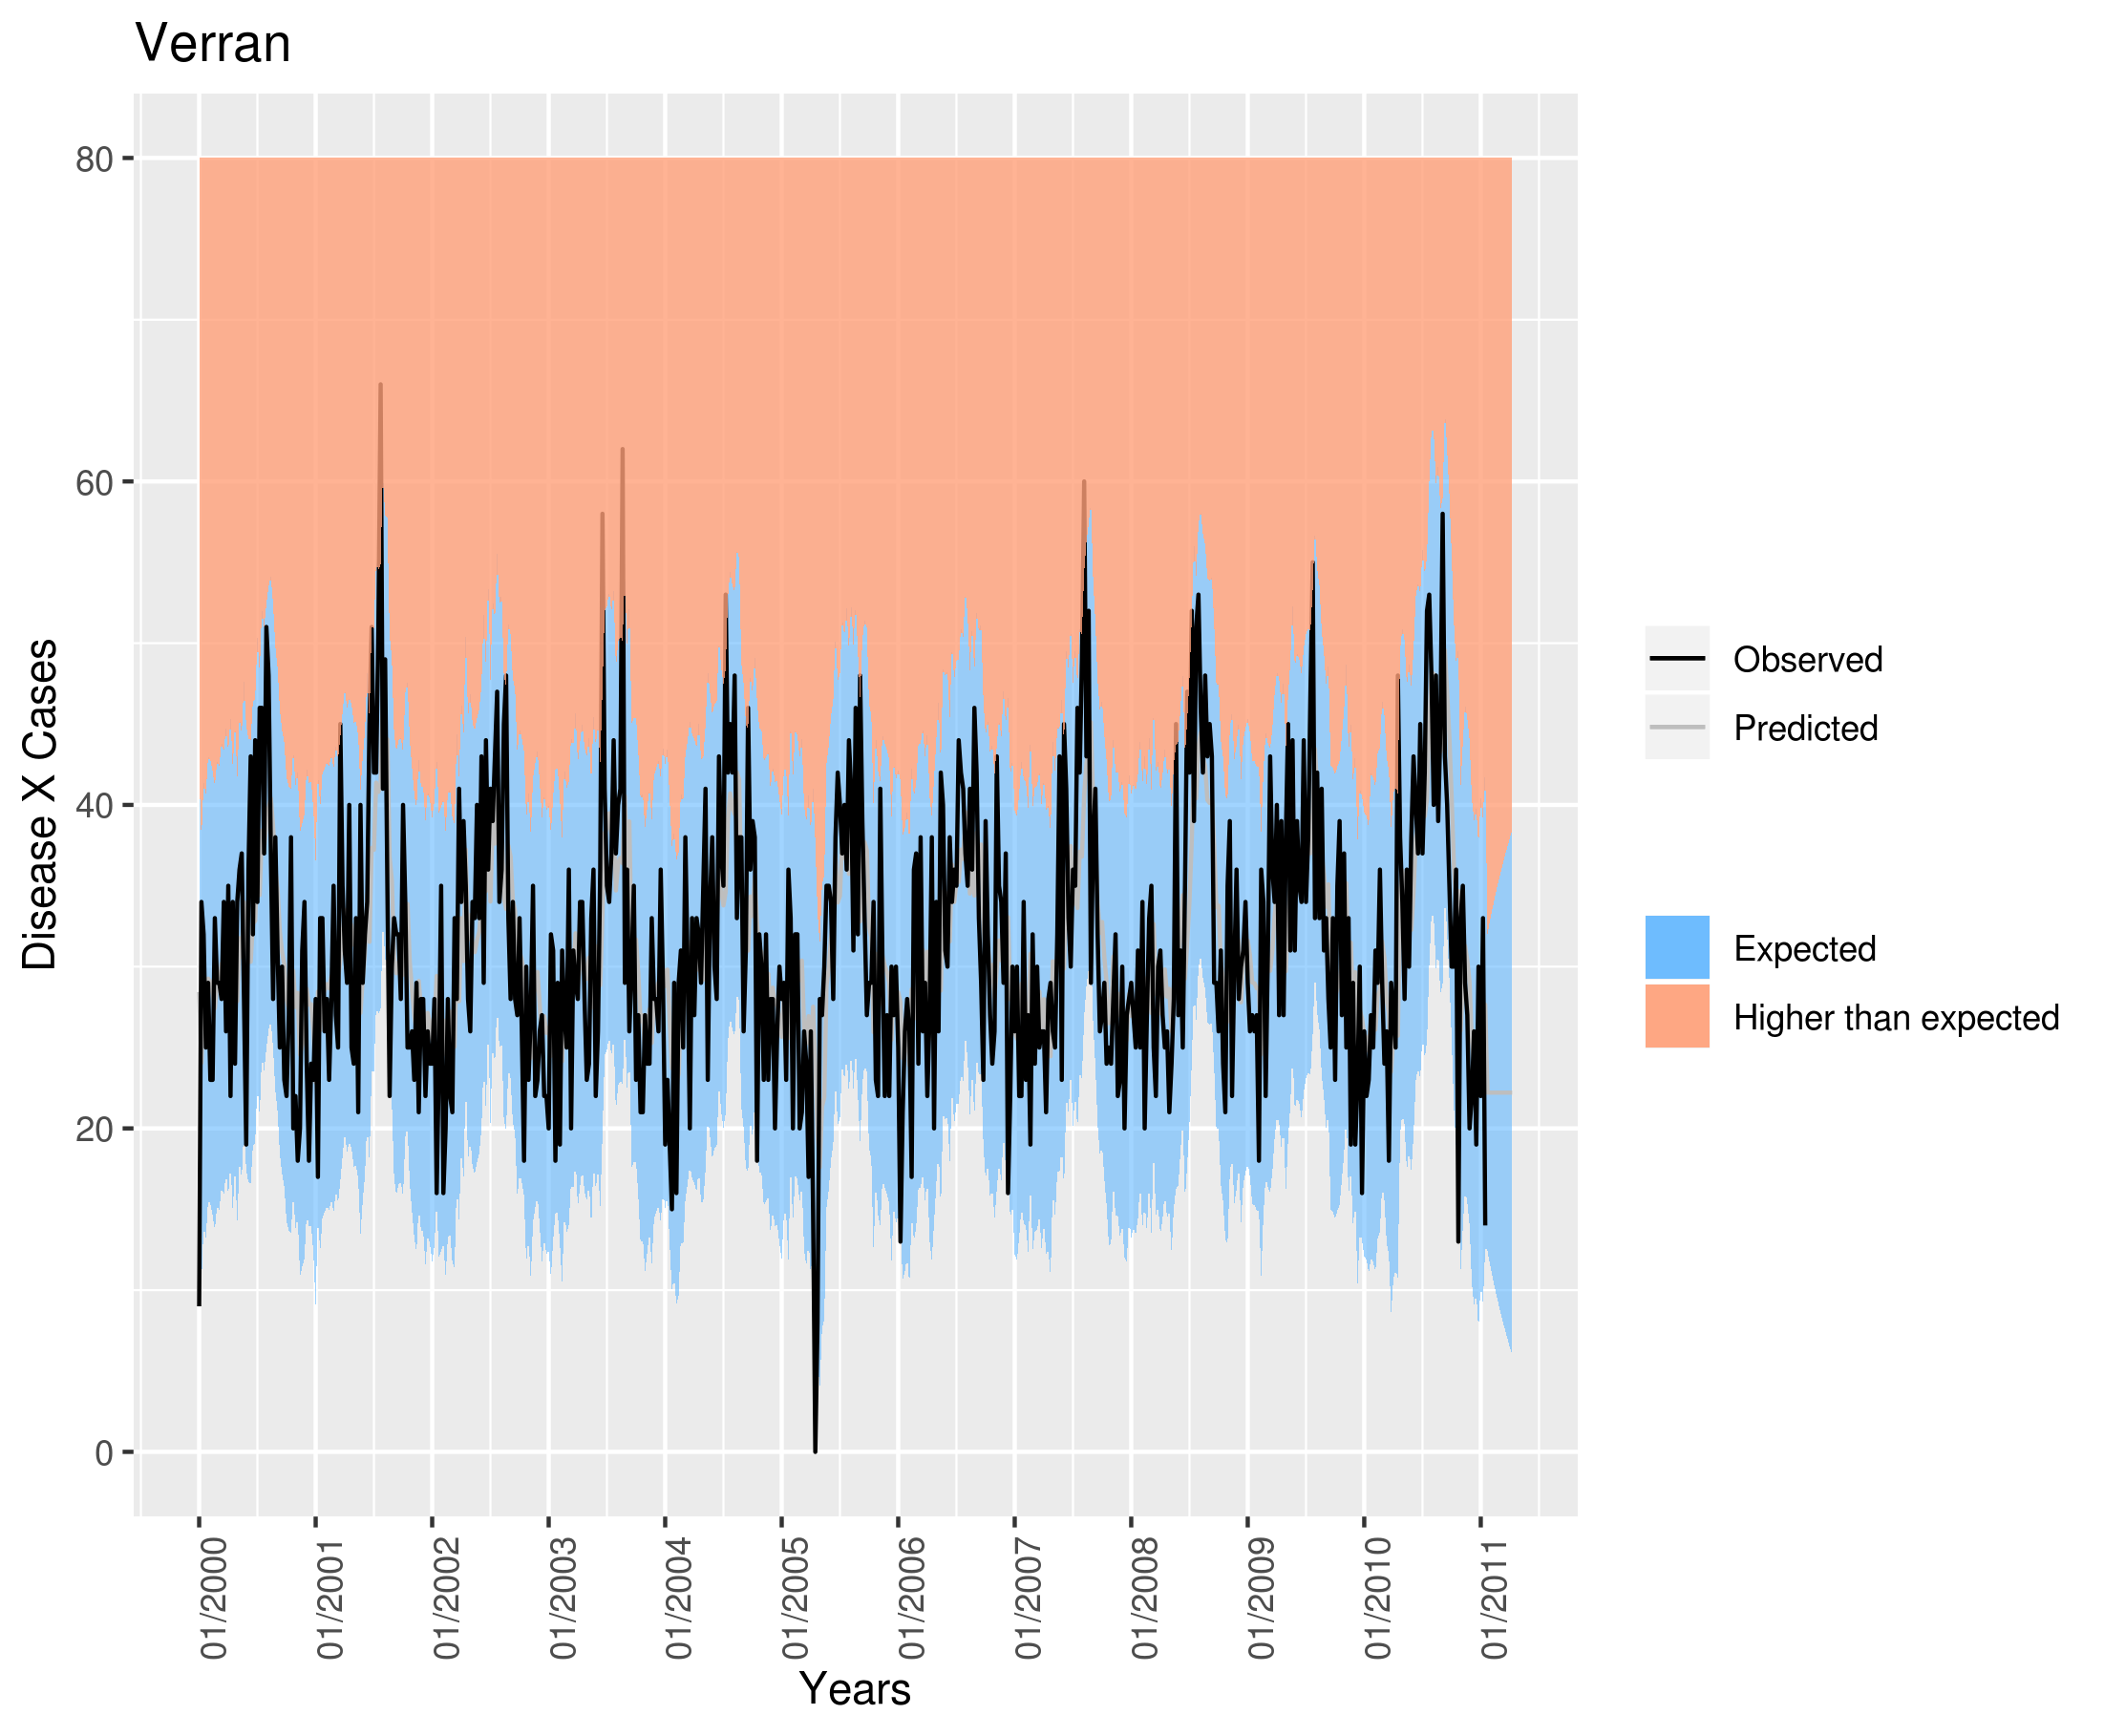 Verran
Disease X Cases
80
60
40
20
0
01/2000
01/2001
01/2002
01/2003
01/2004
01/2005
01/2006
01/2007
01/2008
01/2009
01/2010
01/2011
Years
Observed
Predicted
Expected
Higher than expected